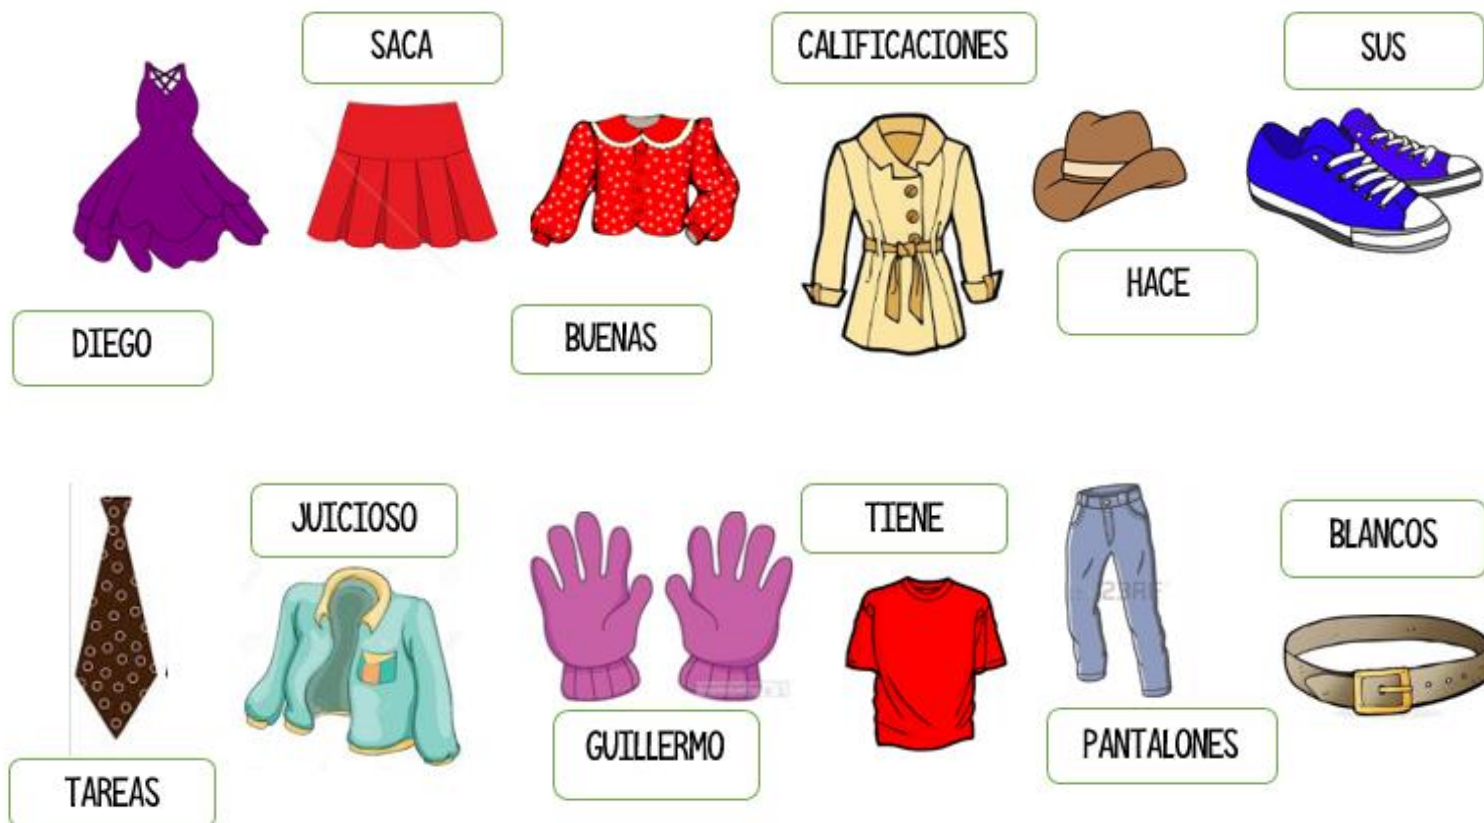 SACA
CALIFICACIONES
SUS
HACE
DIEGO
BUENAS
JUICIOSO
TIENE
BLANCOS
GUILLERMO
PANTALONES
TAREAS